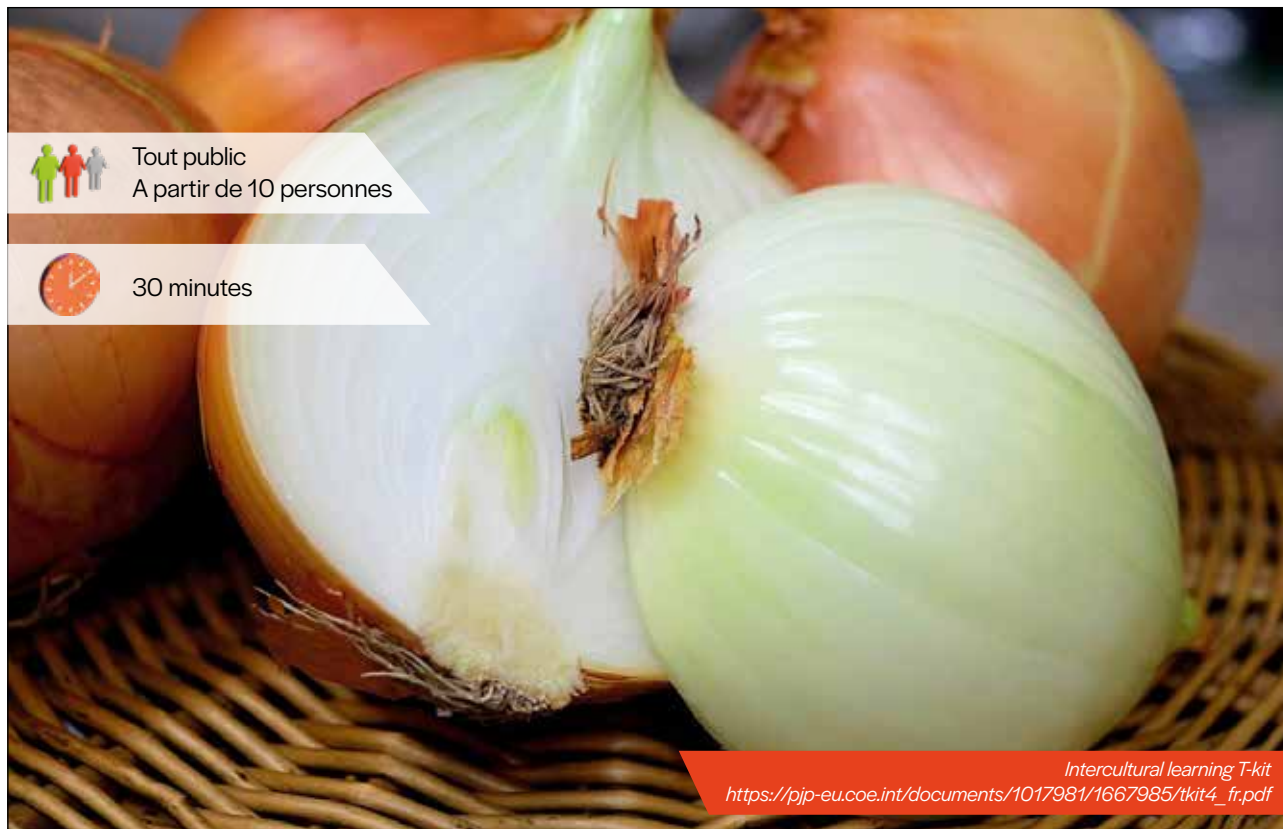 Tout public
A partir de 10 personnes
30 minutes
Intercultural learning T-kit
https://pjp-eu.coe.int/documents/1017981/1667985/tkit4_fr.pdf